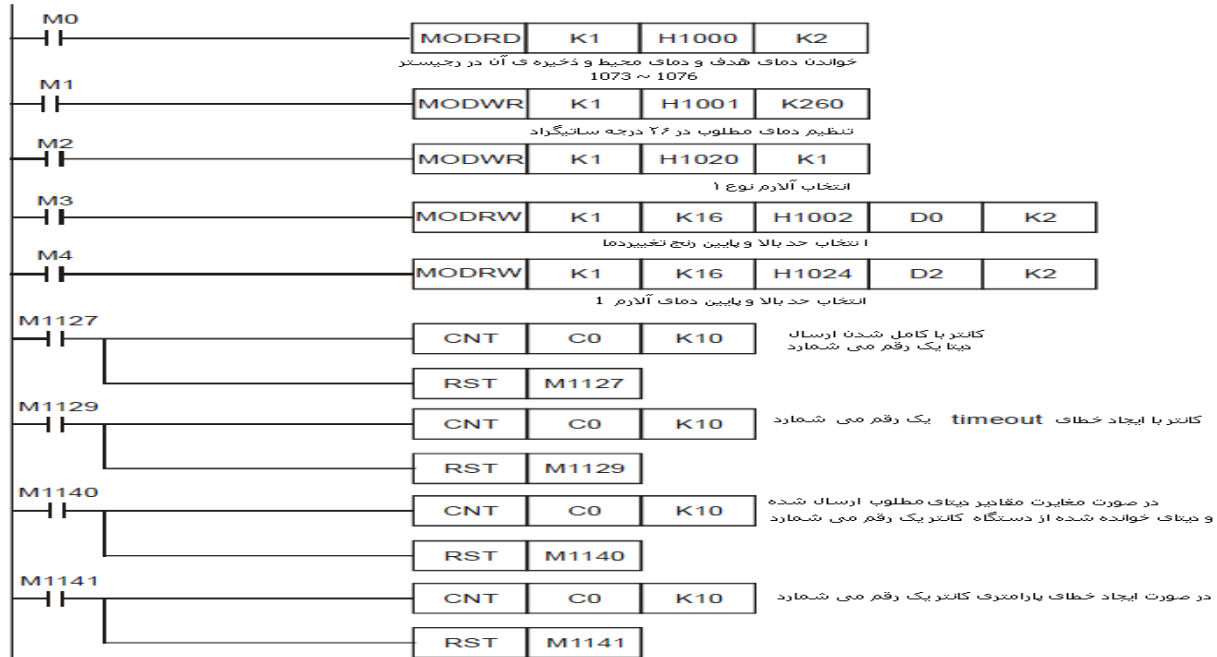 M0
MODRD K1 H1000 K2
خواندن دمای هدف و دمای محیط و ذخیره ی آن در رجیستر
1073 ~ 1076
M1
MODWR K1 H1001 K260
تنظیم دمای مطلوب در ۲۶ درجه ساتیگراد
M2
MODWR K1 H1020 K1
انتخاب آلارم نوع ۱
M3
MODRW K1 K16 H1002 D0 K2
ا نتخاب حد بالا و پایین رنج تغییردما
M4
MODRW K1 K16 H1024 D2 K2
انتخاب حد بالا و پایین دمای آلارم 1
M1127
CNT C0 K10
کانتر با کامل شدن ارسال
دیتا یک رقم می شمارد
RST M1127
M1129
CNT C0 K10
کانتر با ایجاد خطای timeout یک رقم می شمارد
RST M1129
M1140
CNT C0 K10
در صورت مغایرت مقادیر دیتای مطلوب ارسال شده
و دیتای خوانده شده از دستگاه کانتر یک رقم می شمارد
RST M1140
M1141
CNT C0 K10
در صورت ایجاد خطای پارامتری کانتر یک رقم می شمارد
RST M1141